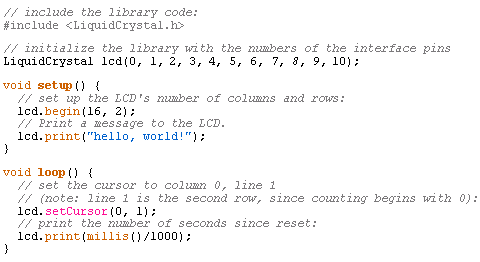 // include the library code:
#include <LiquidCrystal.h>
// initialize the library with the numbers of the interface pins
LiquidCrystal lcd(0, 1, 2, 3, 4, 5, 6, 7, 8, 9, 10);
void setup() {
// set up the LCD's number of columns and rows:
lcd.begin(16, 2);
// Print a message to the LCD.
lcd.print("hello, world!");
}
void loop() {
// set the cursor to column 0, line 1
// (note: line 1 is the second row, since counting begins with 0):
lcd.setCursor(0, 1);
// print the number of seconds since reset:
lcd.print(millis()/1000);
}